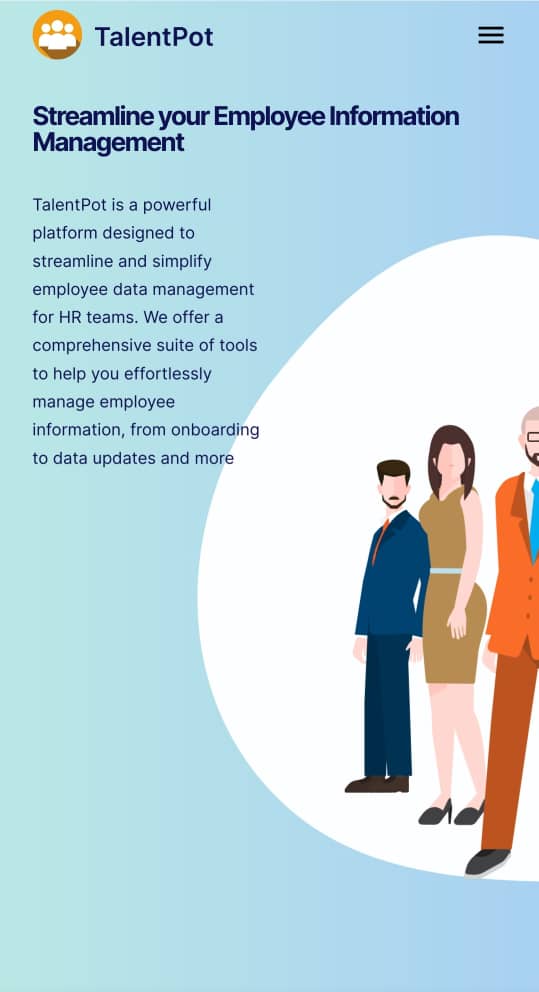 TalentPot
Streamline your Employee Information
Management
TalentPot is a powerful
platform designed to
streamline and simplify
employee data management
for HR teams. We offer a
comprehensive suite of tools
to help you effortlessly
manage employee
information, from onboarding
to data updates and more